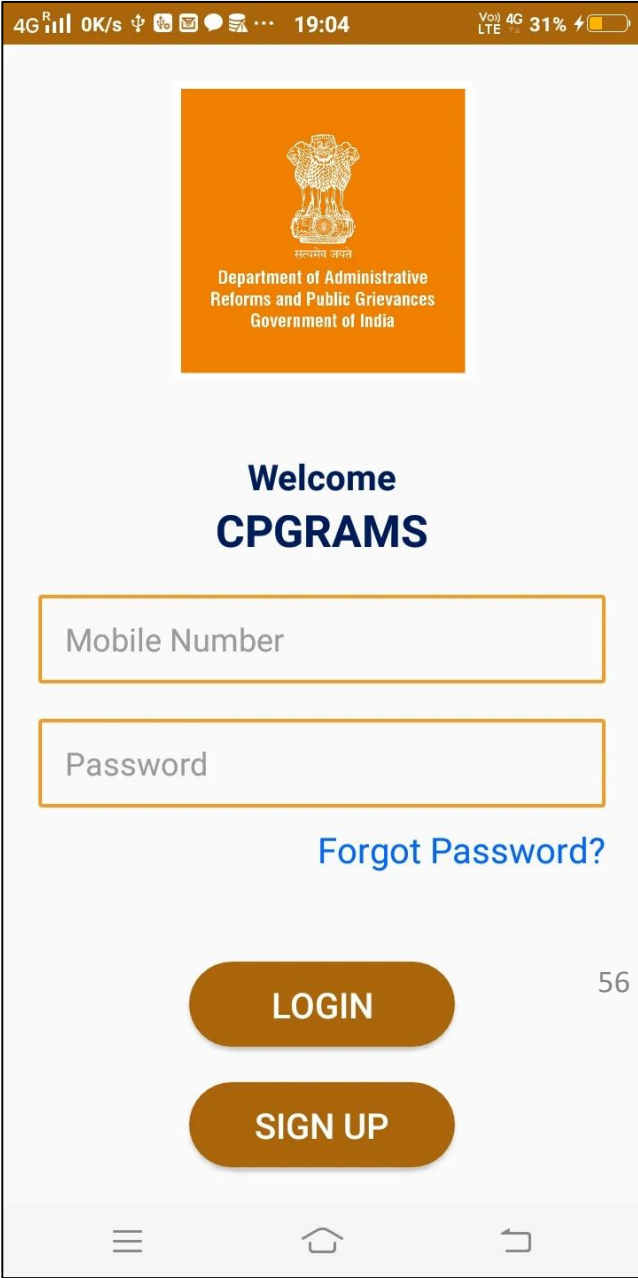 4G R 0K/s 19:04 Vo)) LTE 4G 31%
सत्यमेव जयते
Department of Administrative
Reforms and Public Grievances
Government of India
Welcome
CPGRAMS
Mobile Number
Password
Forgot Password?
LOGIN
56
SIGN UP